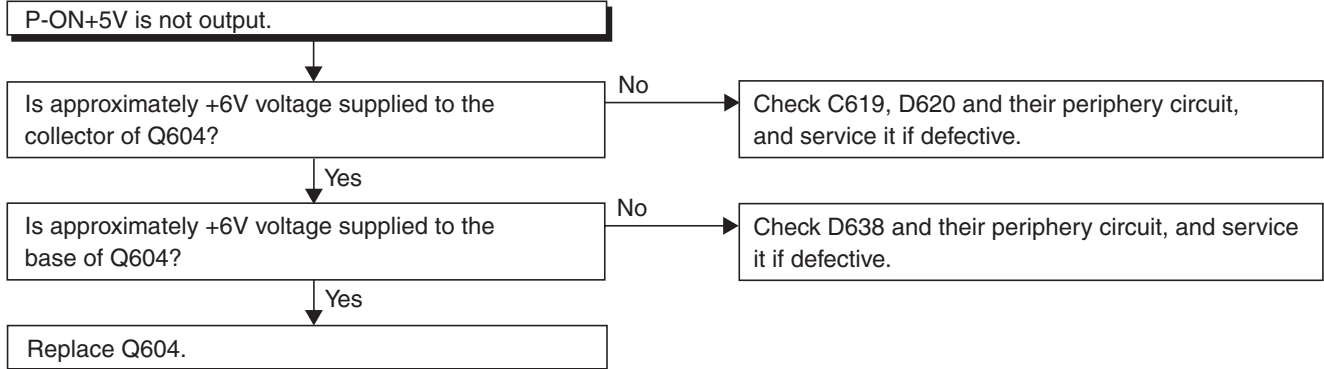 P-ON+5V is not output.
Is approximately +6V voltage supplied to the
collector of Q604?
No
Check C619, D620 and their periphery circuit,
and service it if defective.
Yes
Is approximately +6V voltage supplied to the
base of Q604?
No
Check D638 and their periphery circuit, and service
it if defective.
Yes
Replace Q604.